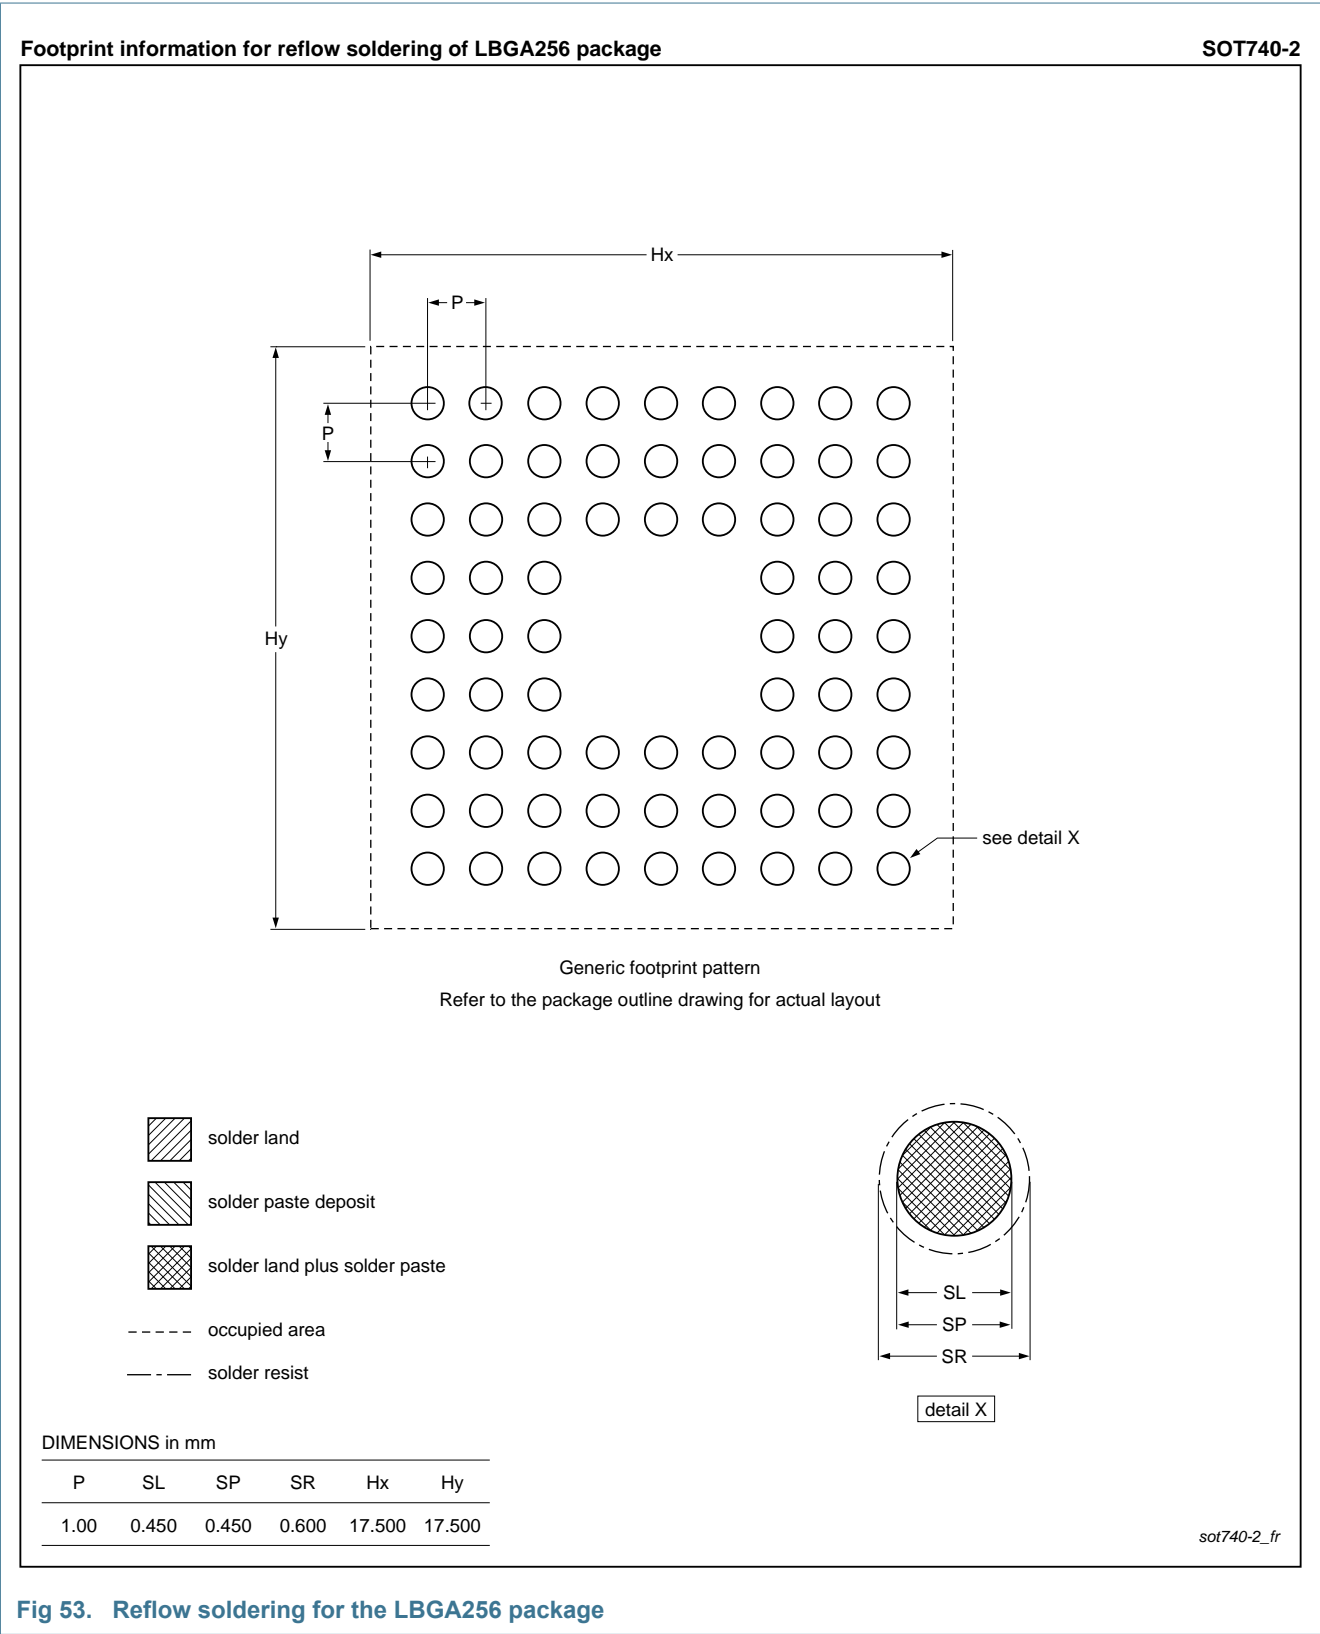 Footprint information for reflow soldering of LBGA256 package SOT740-2
Hx
P
P
Hy
see detail X
Generic footprint pattern
Refer to the package outline drawing for actual layout
solder land
solder paste deposit
solder land plus solder paste
occupied area
solder resist
SL
SP
SR
detail X
DIMENSIONS in mm
P SL SP SR Hx Hy
1.00 0.450 0.450 0.600 17.500 17.500
sot740-2_fr
Fig 53. Reflow soldering for the LBGA256 package